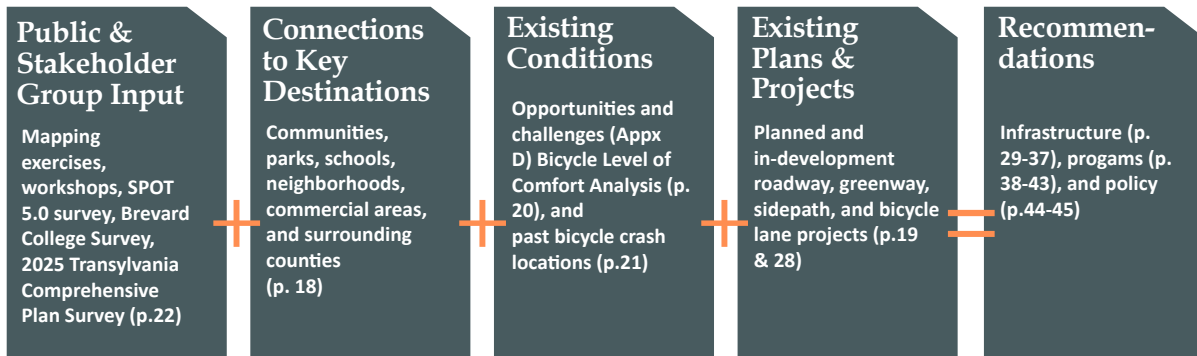 Public &
Stakeholder
Group Input
Mapping
exercises,
workshops, SPOT
5.0 survey, Brevard
College Survey,
2025 Transylvania
Comprehensive
Plan Survey (p.22)
+
Connections
to Key
Destinations
Communities,
parks, schools,
neighborhoods,
commercial areas,
and surrounding
counties
(p. 18)
+
Existing
Conditions
Opportunities and
challenges (Appx
D) Bicycle Level of
Comfort Analysis (p.
20), and
past bicycle crash
locations (p.21)
+
Existing
Plans &
Projects
Planned and
in-development
roadway, greenway,
sidepath, and bicycle
lane projects (p.19
& 28)
=
Recommen-
dations
Infrastructure (p.
29-37), progams (p.
38-43), and policy
(p.44-45)